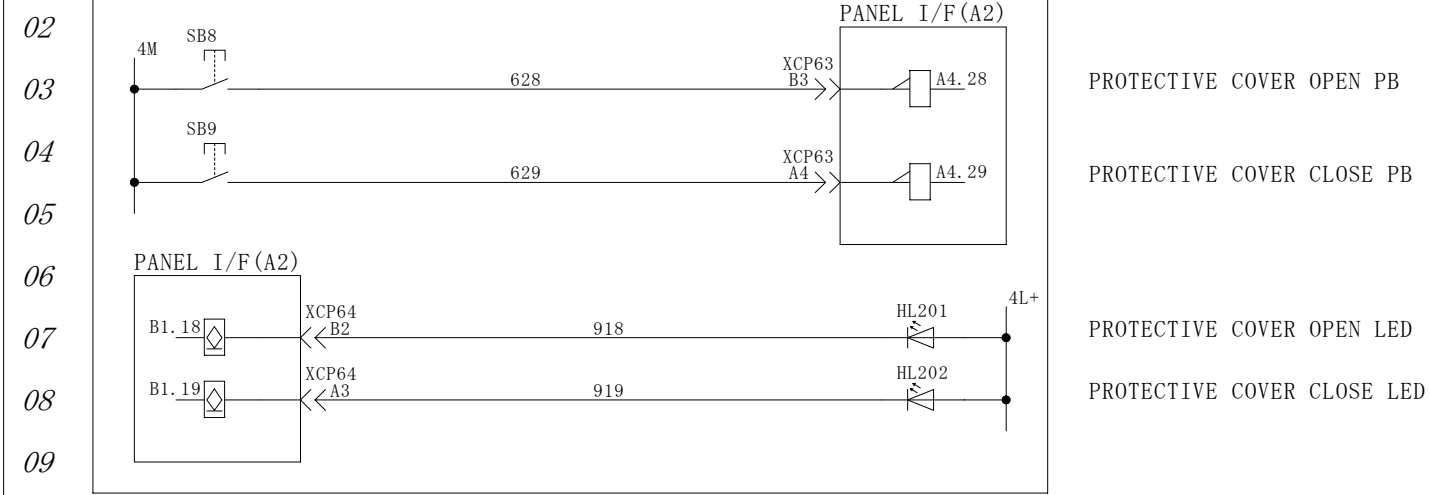 02
PANEL I/F(A2)
4M
SB8
03
628
XCP63
B3
A4.28
PROTECTIVE COVER OPEN PB
SB9
04
629
XCP63
A4
A4.29
PROTECTIVE COVER CLOSE PB
05
PANEL I/F(A2)
06
4L+
07
B1.18
XCP64
B2
918
HL201
PROTECTIVE COVER OPEN LED
08
B1.19
XCP64
A3
919
HL202
PROTECTIVE COVER CLOSE LED
09